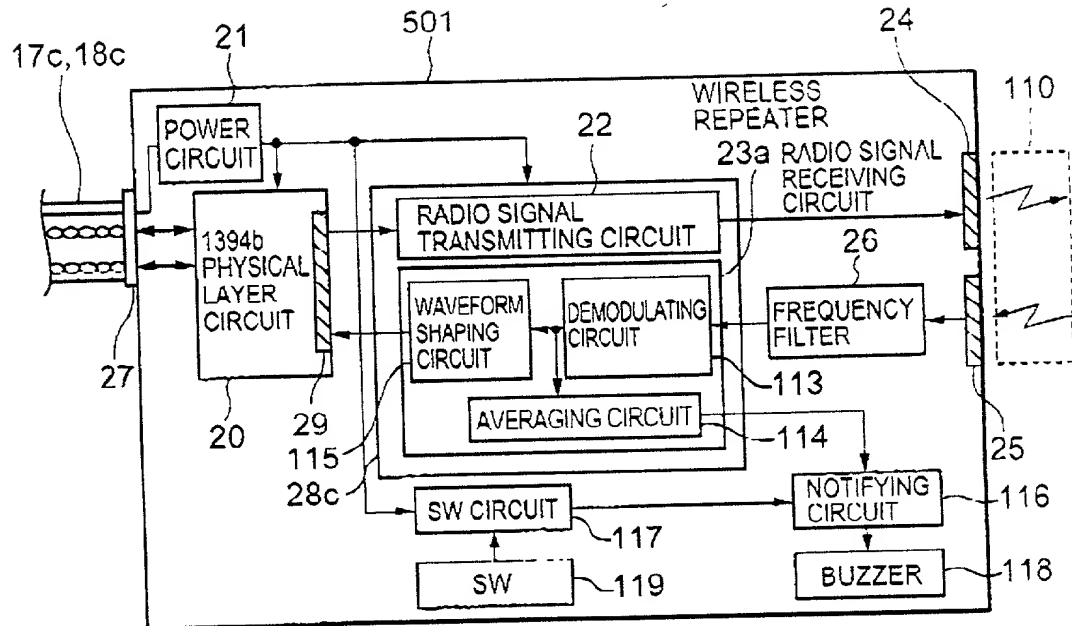 501
21
24
17c,18c
110
WIRELESS
REPEATER
22
POWER
CIRCUIT
23a
RADIO SIGNAL
RECEIVING
CIRCUIT
RADIO SIGNAL
TRANSMITTING CIRCUIT
26
1394b
PHYSICAL
LAYER
CIRCUIT
WAVEFORM
SHAPING
CIRCUIT
DEMODULATING
CIRCUIT
FREQUENCY
FILTER
27
20
29
113
AVERAGING CIRCUIT
114
25
115
28c
SW CIRCUIT
117
NOTIFYING
CIRCUIT
116
SW
119
BUZZER
118